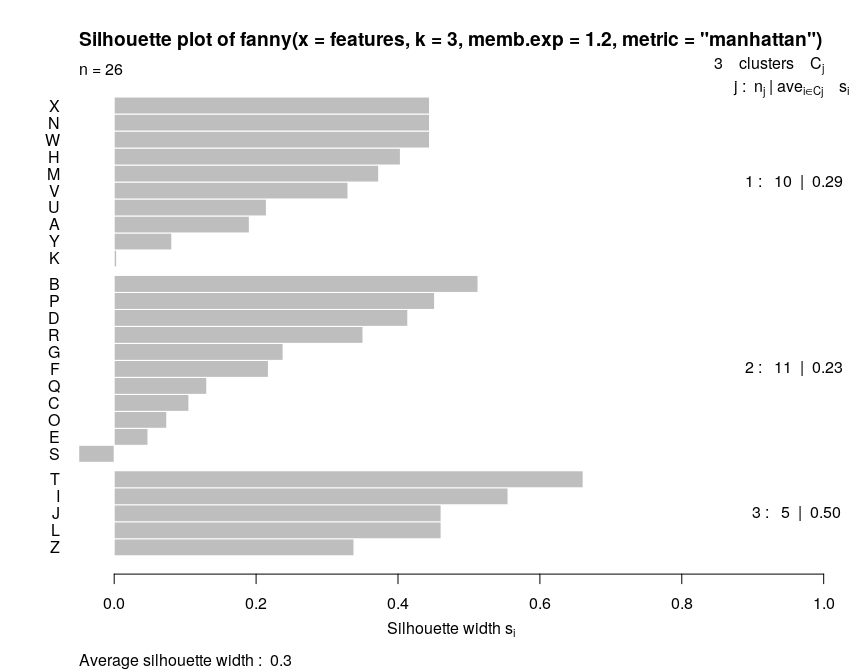 Silhouette plot of fanny(x = features, k = 3, memb.exp = 1.2, metric = "manhattan")
n = 26
3 clusters Cj
j : nj | avei∈Cj si
X
N
W
H
M
V
U
A
Y
K
1 : 10 | 0.29
B
P
D
R
G
F
Q
C
O
E
S
2 : 11 | 0.23
T
I
J
L
Z
3 : 5 | 0.50
0.0 0.2 0.4 0.6 0.8 1.0
Silhouette width si
Average silhouette width : 0.3